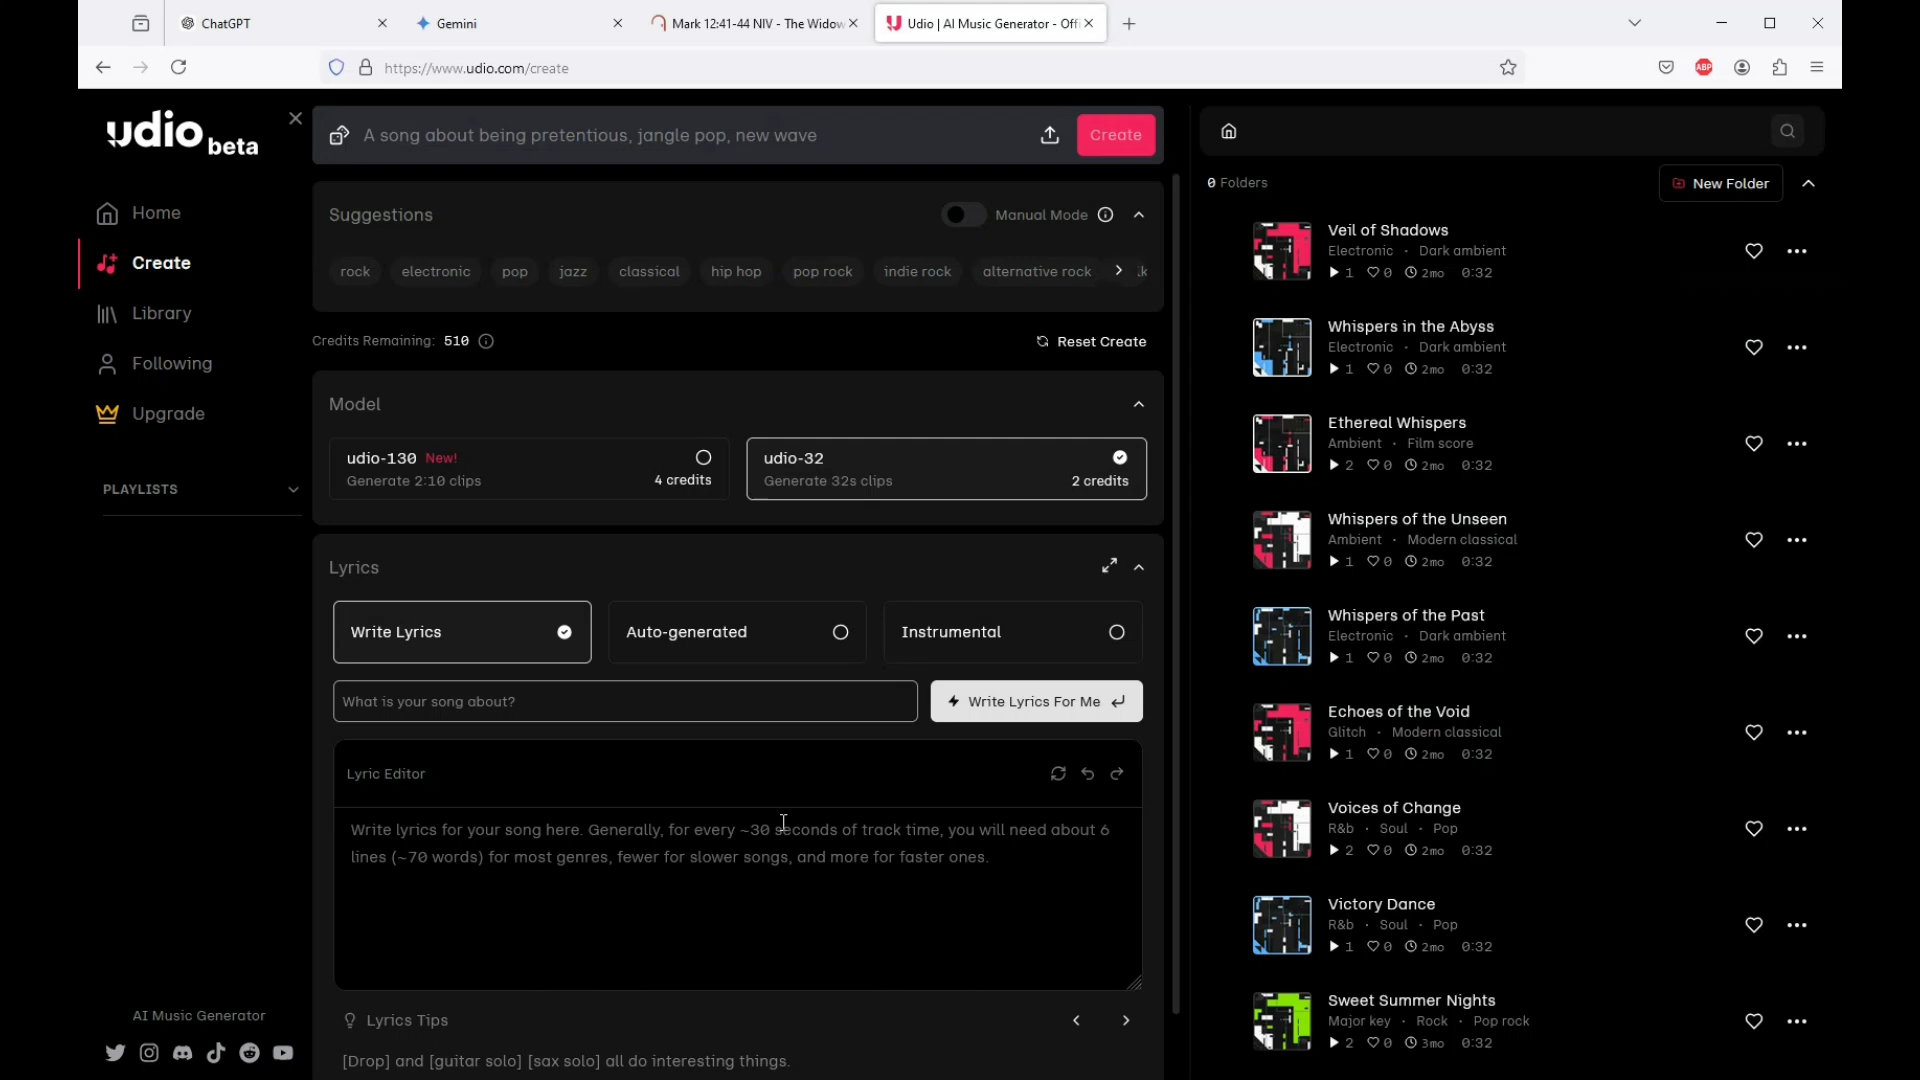 ChatGPT
Gemini
Mark 12:41-44 NIV - The Widow
Udio | AI Music Generator - Offi
https://www.udio.com/create
ABP
udio beta
Home
Create
Library
Following
Upgrade
PLAYLISTS
AI Music Generator
A song about being pretentious, jangle pop, new wave
Create
Suggestions
Manual Mode
rock electronic pop jazz classical hip hop pop rock indie rock alternative rock
Credits Remaining: 510
Reset Create
Model
udio-130 New!
Generate 2:10 clips
4 credits
udio-32
Generate 32s clips
2 credits
Lyrics
Write Lyrics
Auto-generated
Instrumental
What is your song about?
Write Lyrics For Me
Lyric Editor
Write lyrics for your song here. Generally, for every ~30 seconds of track time, you will need about 6
lines (~70 words) for most genres, fewer for slower songs, and more for faster ones.
Lyrics Tips
[Drop] and [guitar solo] [sax solo] all do interesting things.
0 Folders
New Folder
Veil of Shadows
Electronic • Dark ambient
1 0 2mo 0:32
Whispers in the Abyss
Electronic • Dark ambient
1 0 2mo 0:32
Ethereal Whispers
Ambient • Film score
2 0 2mo 0:32
Whispers of the Unseen
Ambient • Modern classical
1 0 2mo 0:32
Whispers of the Past
Electronic • Dark ambient
1 0 2mo 0:32
Echoes of the Void
Glitch • Modern classical
1 0 2mo 0:32
Voices of Change
R&b • Soul • Pop
2 0 2mo 0:32
Victory Dance
R&b • Soul • Pop
1 0 2mo 0:32
Sweet Summer Nights
Major key • Rock • Pop rock
2 0 3mo 0:32